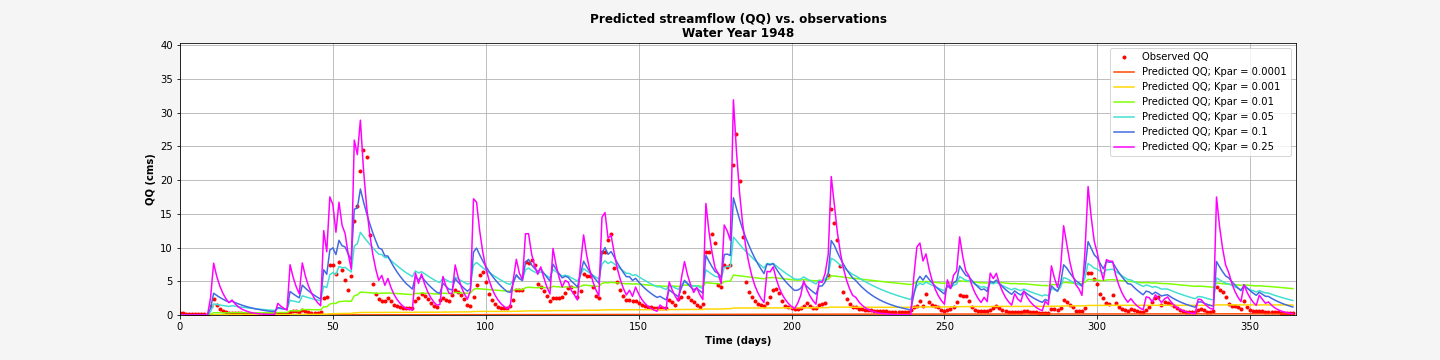 Predicted streamflow (QQ) vs. observations
Water Year 1948
40
35
30
25
20
15
10
5
0
QQ (cms)
0
50
100
150
200
250
300
350
Time (days)
Observed QQ
Predicted QQ; Kpar = 0.0001
Predicted QQ; Kpar = 0.001
Predicted QQ; Kpar = 0.01
Predicted QQ; Kpar = 0.05
Predicted QQ; Kpar = 0.1
Predicted QQ; Kpar = 0.25